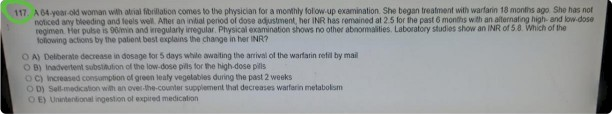 117. A 64-year-old woman with atrial fibrillation comes to the physician for a monthly follow-up examination. She began treatment with warfarin 18 months ago. She has not
noticed any bleeding and feels well. After an initial period of dose adjustment, her INR has remained at 2.5 for the past 6 months with an alternating high- and low-dose
regimen. Her pulse is 96/min and irregularly irregular. Physical examination shows no other abnormalities. Laboratory studies show an INR of 5.8. Which of the
following actions by the patient best explains the change in her INR?
A) Deliberate decrease in dosage for 5 days while awaiting the arrival of the warfarin refill by mail
B) Inadvertent substitution of the low-dose pills for the high-dose pills
C) Increased consumption of green leafy vegetables during the past 2 weeks
D) Self-medication with an over-the-counter supplement that decreases warfarin metabolism
E) Unintentional ingestion of expired medication